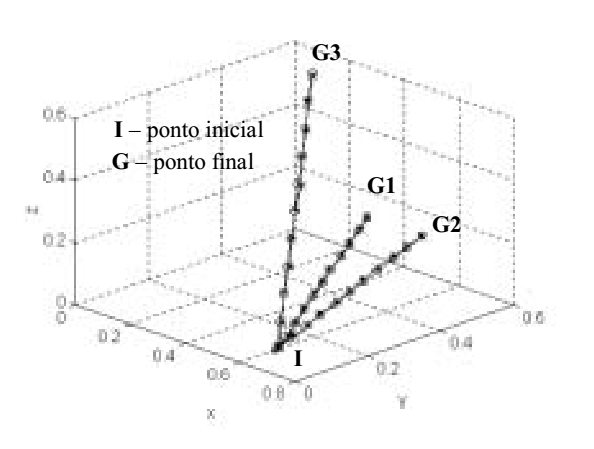 G3
0.6
I – ponto inicial
G – ponto final
0.4
G1
z
G2
0.2
0
0
0.6
0.2
0.4
I
0.4
0.2
0.6
0.8
0
x
Y